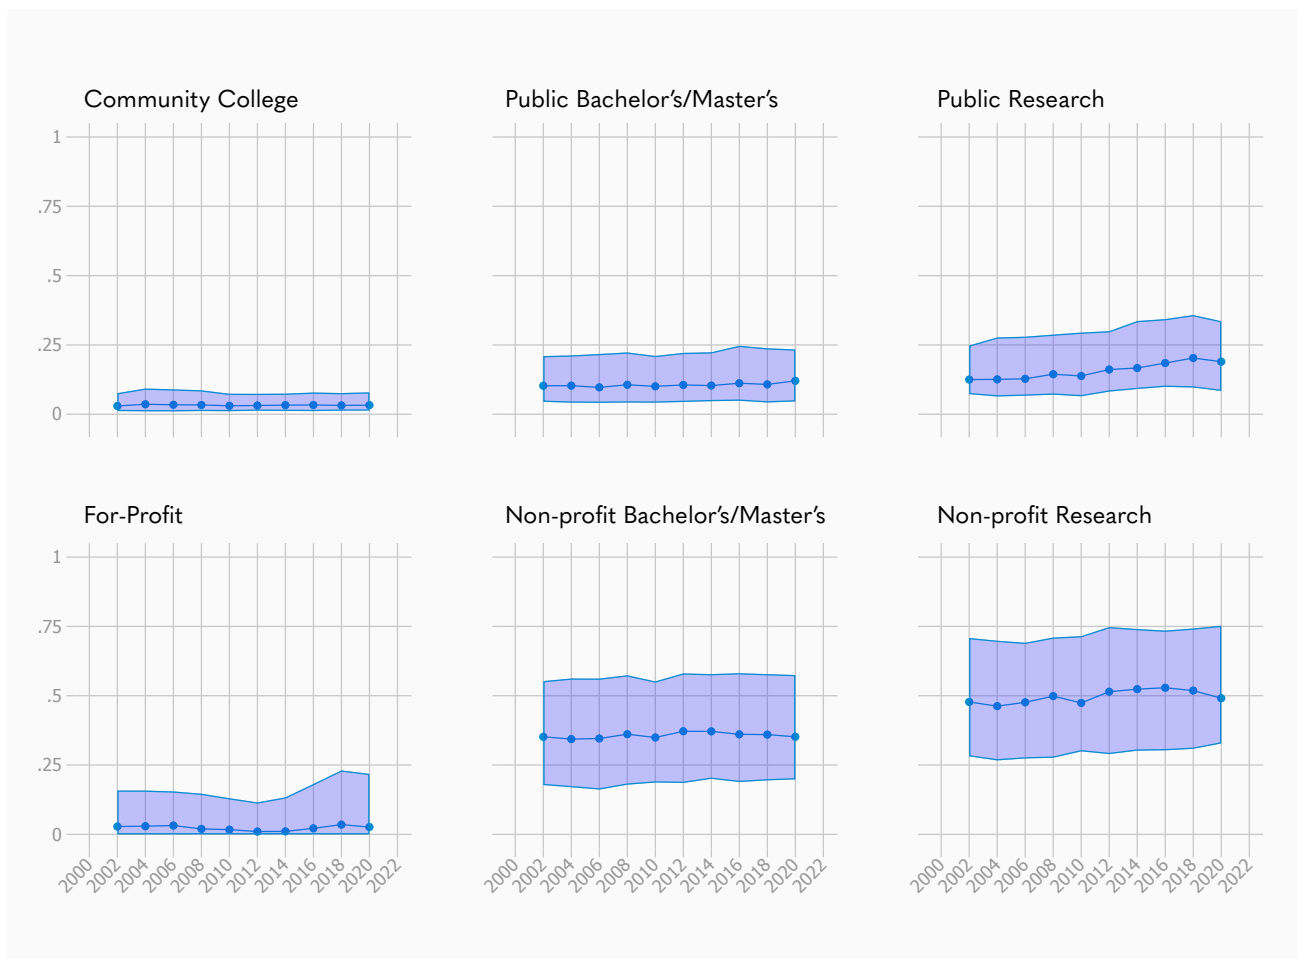 Community College
Public Bachelor’s/Master’s
Public Research
1
.75
.5
.25
0
For-Profit
Non-profit Bachelor’s/Master’s
Non-profit Research
1
.75
.5
.25
0
2000 2002 2004 2006 2008 2010 2012 2014 2016 2018 2020 2022
2000 2002 2004 2006 2008 2010 2012 2014 2016 2018 2020 2022
2000 2002 2004 2006 2008 2010 2012 2014 2016 2018 2020 2022